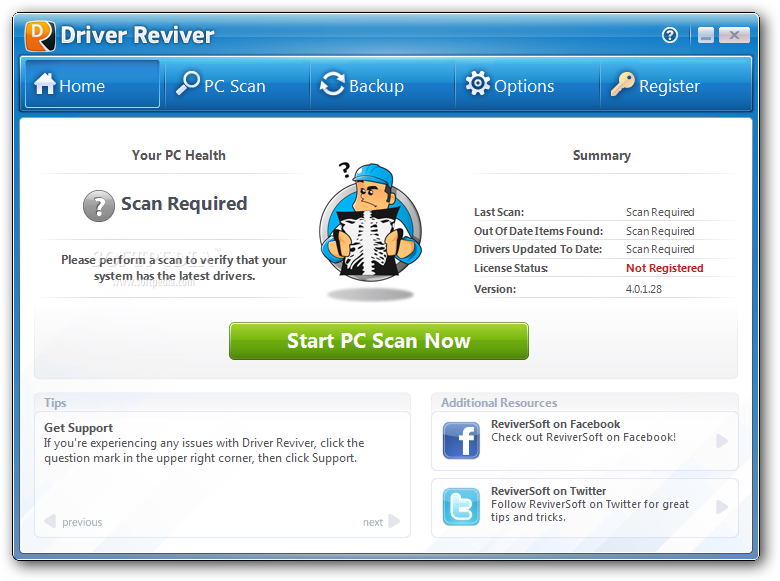 Driver Reviver
Home
PC Scan
Backup
Options
Register
Your PC Health
? Scan Required
Please perform a scan to verify that your
system has the latest drivers.
www.softpedia.com
?
Summary
Last Scan: Scan Required
Out Of Date Items Found: Scan Required
Drivers Updated To Date: Scan Required
License Status: Not Registered
Version: 4.0.1.28
Start PC Scan Now
Tips
Get Support
If you're experiencing any issues with Driver Reviver, click the
question mark in the upper right corner, then click Support.
previous
next
Additional Resources
ReviverSoft on Facebook
Check out ReviverSoft on Facebook!
ReviverSoft on Twitter
Follow ReviverSoft on Twitter for great
tips and tricks.